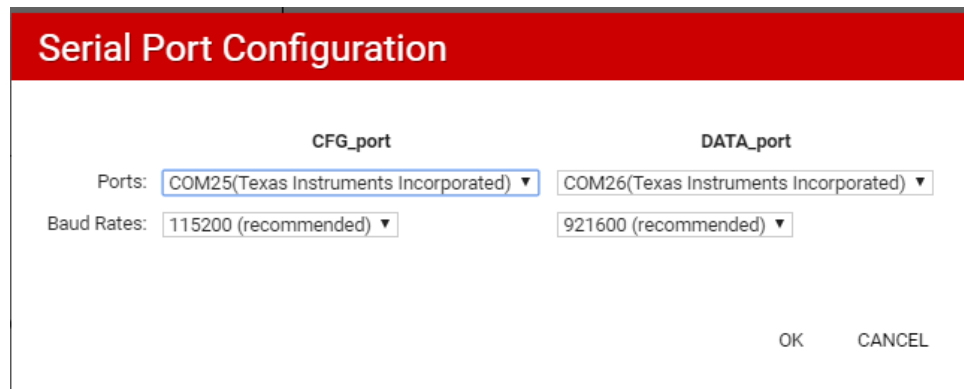 Serial Port Configuration
CFG_port DATA_port
Ports: COM25(Texas Instruments Incorporated) COM26(Texas Instruments Incorporated)
Baud Rates: 115200 (recommended) 921600 (recommended)
OK CANCEL